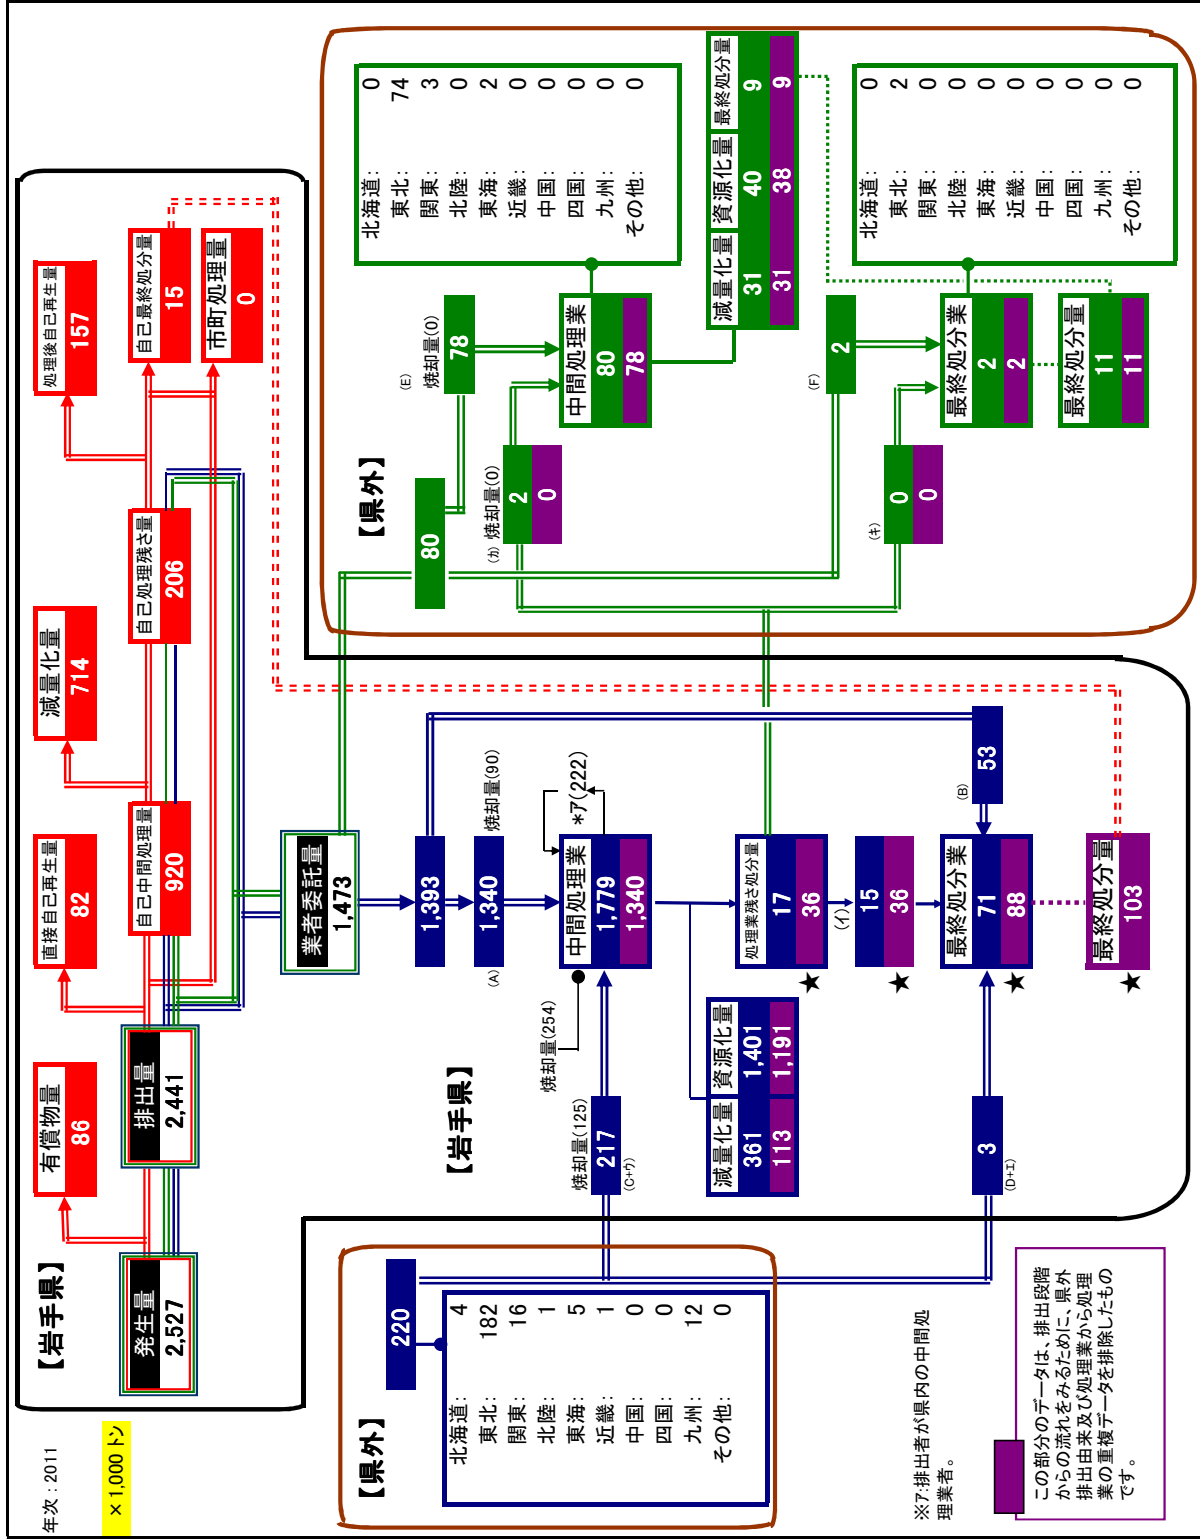 年次：2011
×1,000トン
【岩手県】
発生量
2,527
有償物量
86
排出量
2,441
直接自己再生量
82
自己中間処理量
920
減量化量
714
自己処理残さ量
206
処理後自己再生量
157
自己最終処分量
15
市町処理量
0
業者委託量
1,473
【県外】
220
北海道： 4
東北： 182
関東： 16
北陸： 1
東海： 5
近畿： 1
中国： 0
四国： 0
九州： 12
その他： 0
【岩手県】
1,393
1,340
(A)
焼却量(90)
焼却量(254)
中間処理業
1,779
1,340
*ア(222)
焼却量(125)
217
(C+ウ)
減量化量 資源化量
361 1,401
113 1,191
処理業残さ処分量
17
36
★
(イ)
15
36
★
(B)
53
3
(D+エ)
最終処分業
71
88
★
最終処分量
103
★
【県外】
80
(E)
焼却量(0)
78
(カ)
焼却量(0)
2
0
中間処理業
80
78
北海道： 0
東北： 74
関東： 3
北陸： 0
東海： 2
近畿： 0
中国： 0
四国： 0
九州： 0
その他： 0
減量化量 資源化量 最終処分量
31 40 9
31 38 9
(F)
2
(キ)
0
0
最終処分業
2
2
北海道： 0
東北： 2
関東： 0
北陸： 0
東海： 0
近畿： 0
中国： 0
四国： 0
九州： 0
その他： 0
最終処分量
11
11
※ア:排出者が県内の中間処
理業者。
この部分のデータは、排出段階
からの流れをみるために、県外
排出由来及び処理業から処理
業の重複データを排除したもの
です。